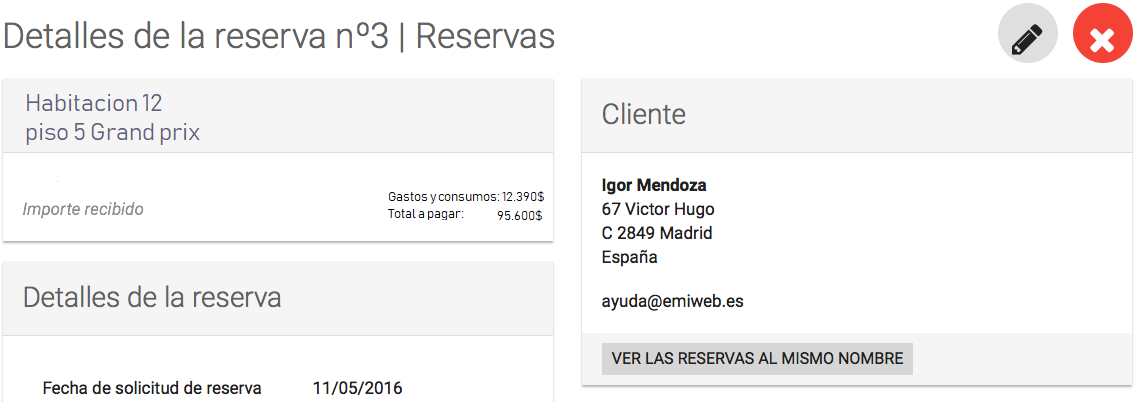 Detalles de la reserva nº3 | Reservas
Habitacion 12
piso 5 Grand prix
Importe recibido
Gastos y consumos: 12.390$
Total a pagar: 95.600$
Detalles de la reserva
Fecha de solicitud de reserva 11/05/2016
Cliente
Igor Mendoza
67 Victor Hugo
C 2849 Madrid
España
ayuda@emiweb.es
VER LAS RESERVAS AL MISMO NOMBRE